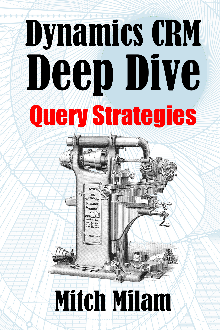 Dynamics CRM
Deep Dive
Query Strategies
Mitch Milam